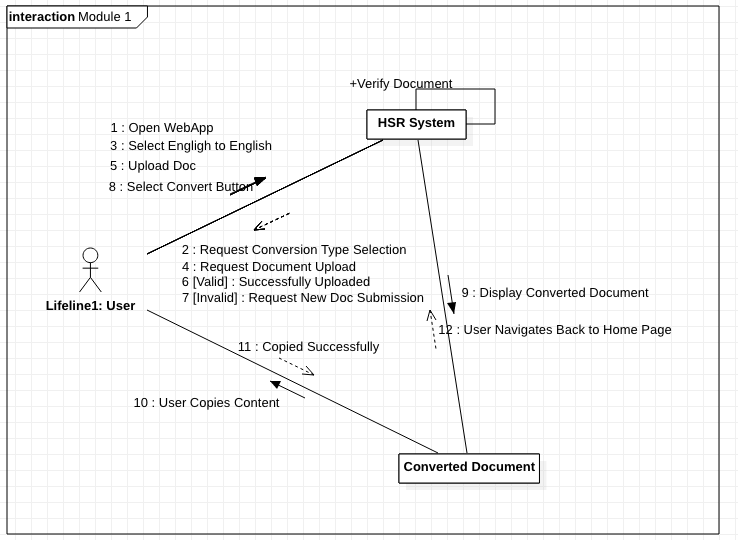 interaction Module 1
+Verify Document
HSR System
1 : Open WebApp
3 : Select Engligh to English
5 : Upload Doc
8 : Select Convert Button
2 : Request Conversion Type Selection
4 : Request Document Upload
6 [Valid] : Successfully Uploaded
7 [Invalid] : Request New Doc Submission
Lifeline1: User
9 : Display Converted Document
12 : User Navigates Back to Home Page
11 : Copied Successfully
10 : User Copies Content
Converted Document